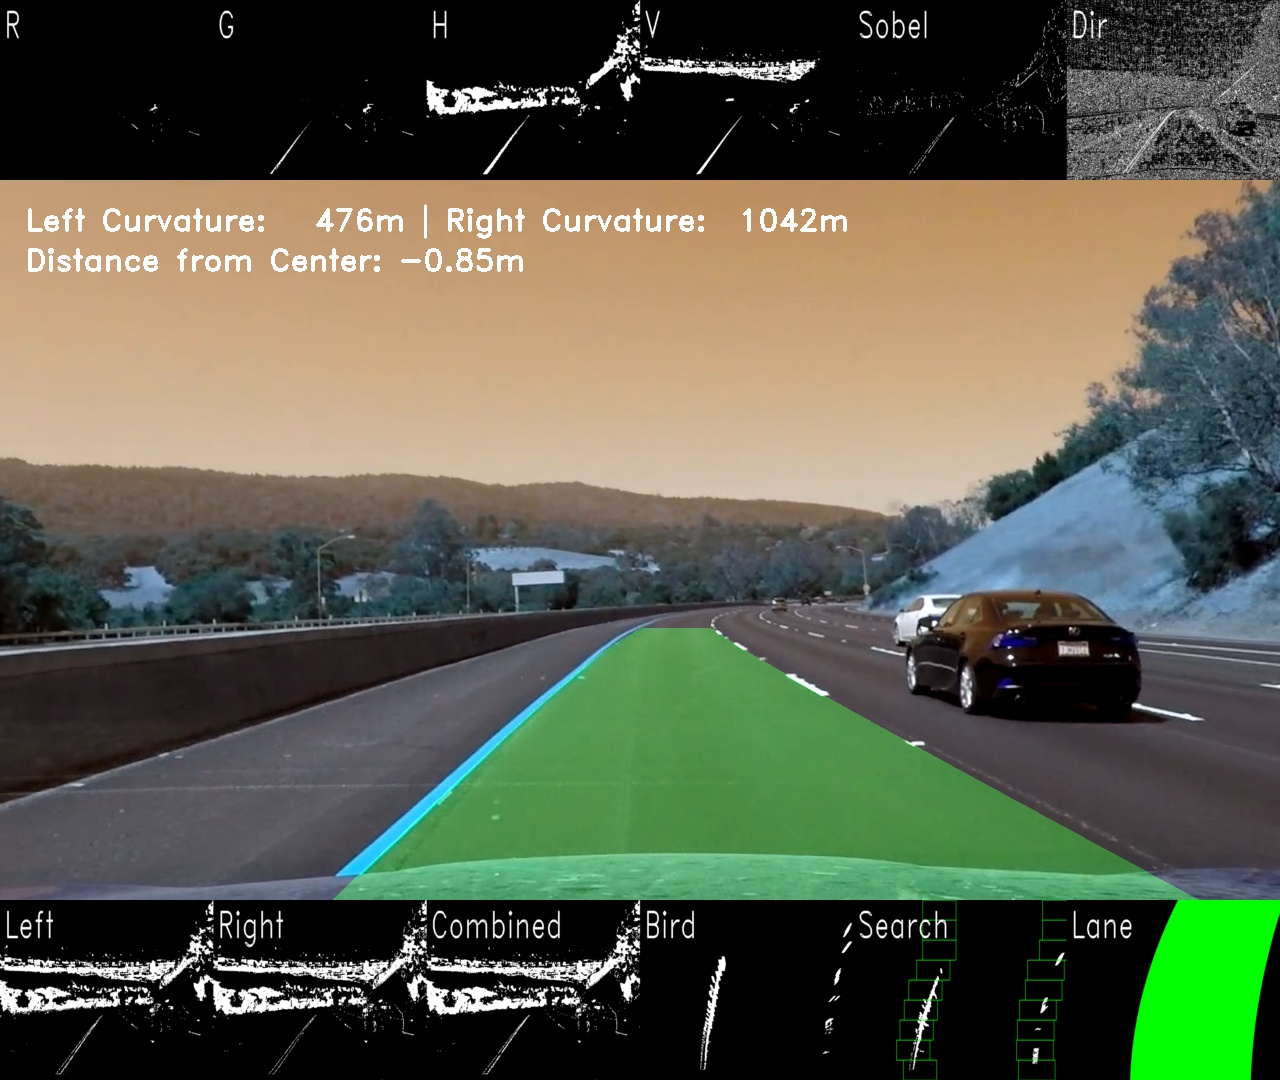 R G H V Sobel Dir
Left Curvature: 476m | Right Curvature: 1042m
Distance from Center: -0.85m
Left Right Combined Bird Search Lane